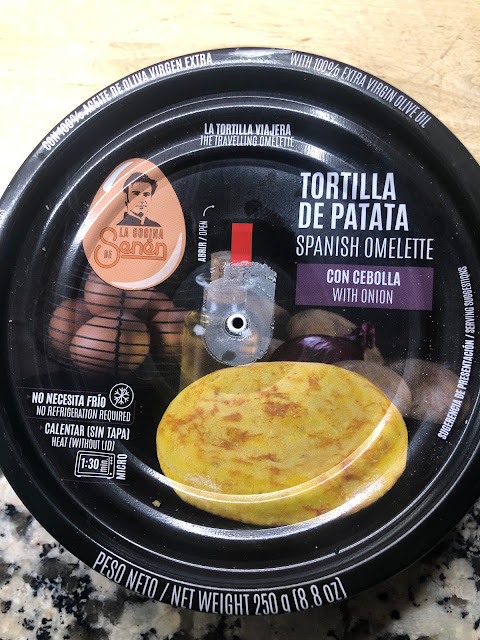 CON 100% ACEITE DE OLIVA VIRGEN EXTRA
WITH 100% EXTRA VIRGIN OLIVE OIL
LA TORTILLA VIAJERA
THE TRAVELLING OMELETTE
LA COCINA
DE Senén
ABRIR / OPEN
TORTILLA
DE PATATA
SPANISH OMELETTE
CON CEBOLLA
WITH ONION
NO NECESITA FRÍO
NO REFRIGERATION REQUIRED
CALENTAR (SIN TAPA)
HEAT (WITHOUT LID)
1:30 min
MICRO
SUGERENCIA DE PRESENTACIÓN / SERVING SUGGESTIONS
PESO NETO / NET WEIGHT 250 g (8.8 oz)